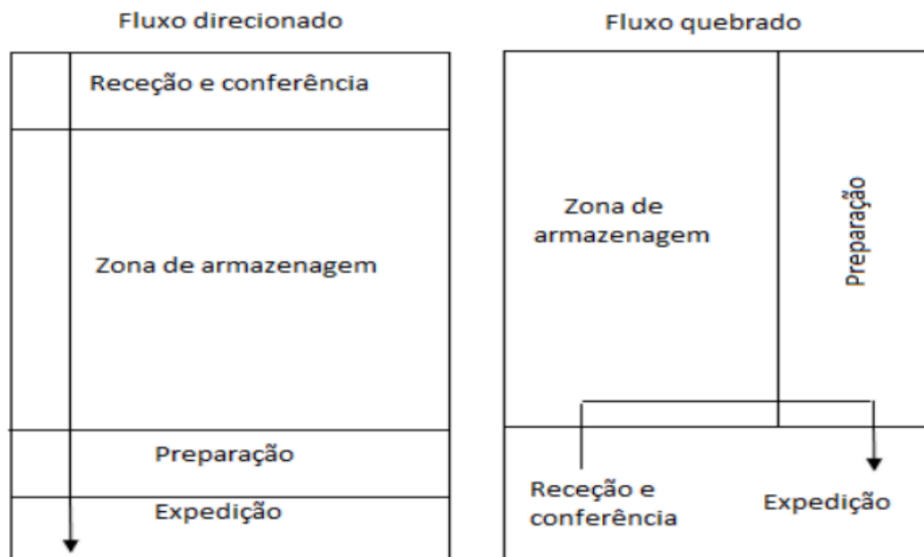 Fluxo direcionado
Receção e conferência
Zona de armazenagem
Preparação
Expedição
Fluxo quebrado
Zona de
armazenagem
Preparação
Receção e
conferência
Expedição